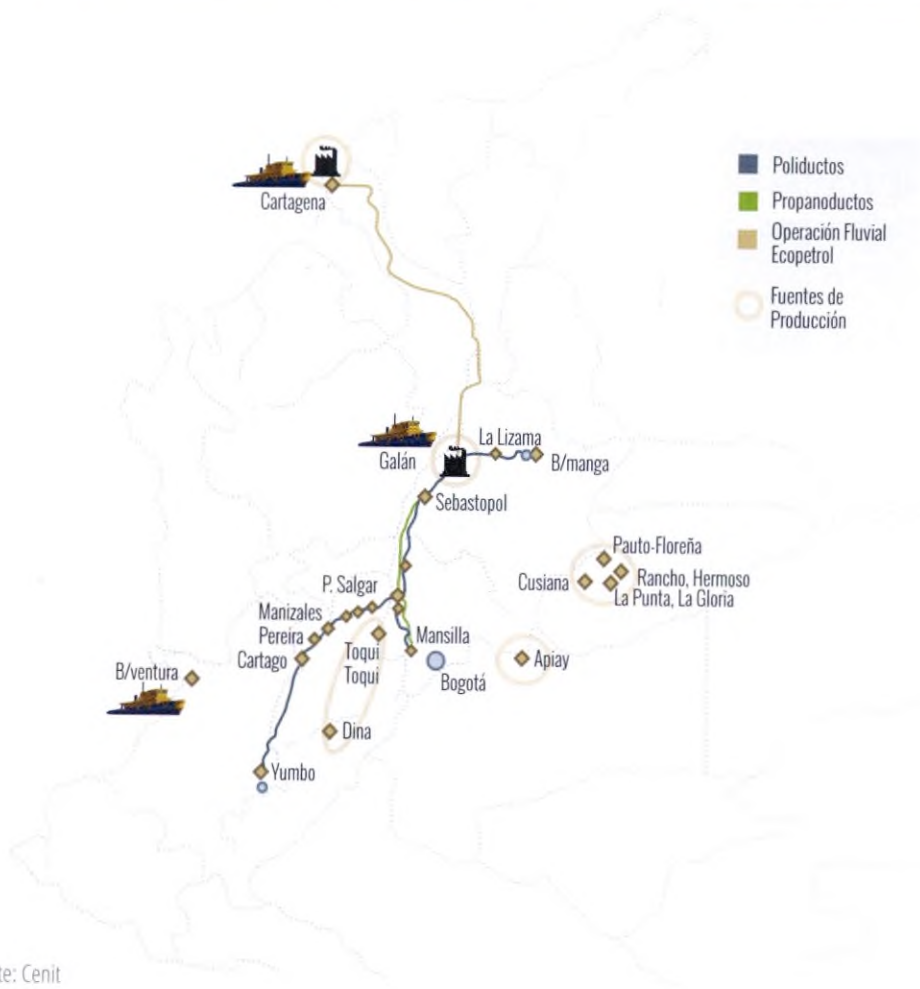 Poliductos
Propanoductos
Operación Fluvial
Ecopetrol
Fuentes de
Producción
Cartagena
La Lizama
Galán
B/manga
Sebastopol
Pauto-Floreña
Cusiana
Rancho, Hermoso
La Punta, La Gloria
P. Salgar
Manizales
Pereira
Mansilla
Cartago
Toqui
Toqui
Apiay
B/ventura
Bogotá
Dina
Yumbo
te: Cenit